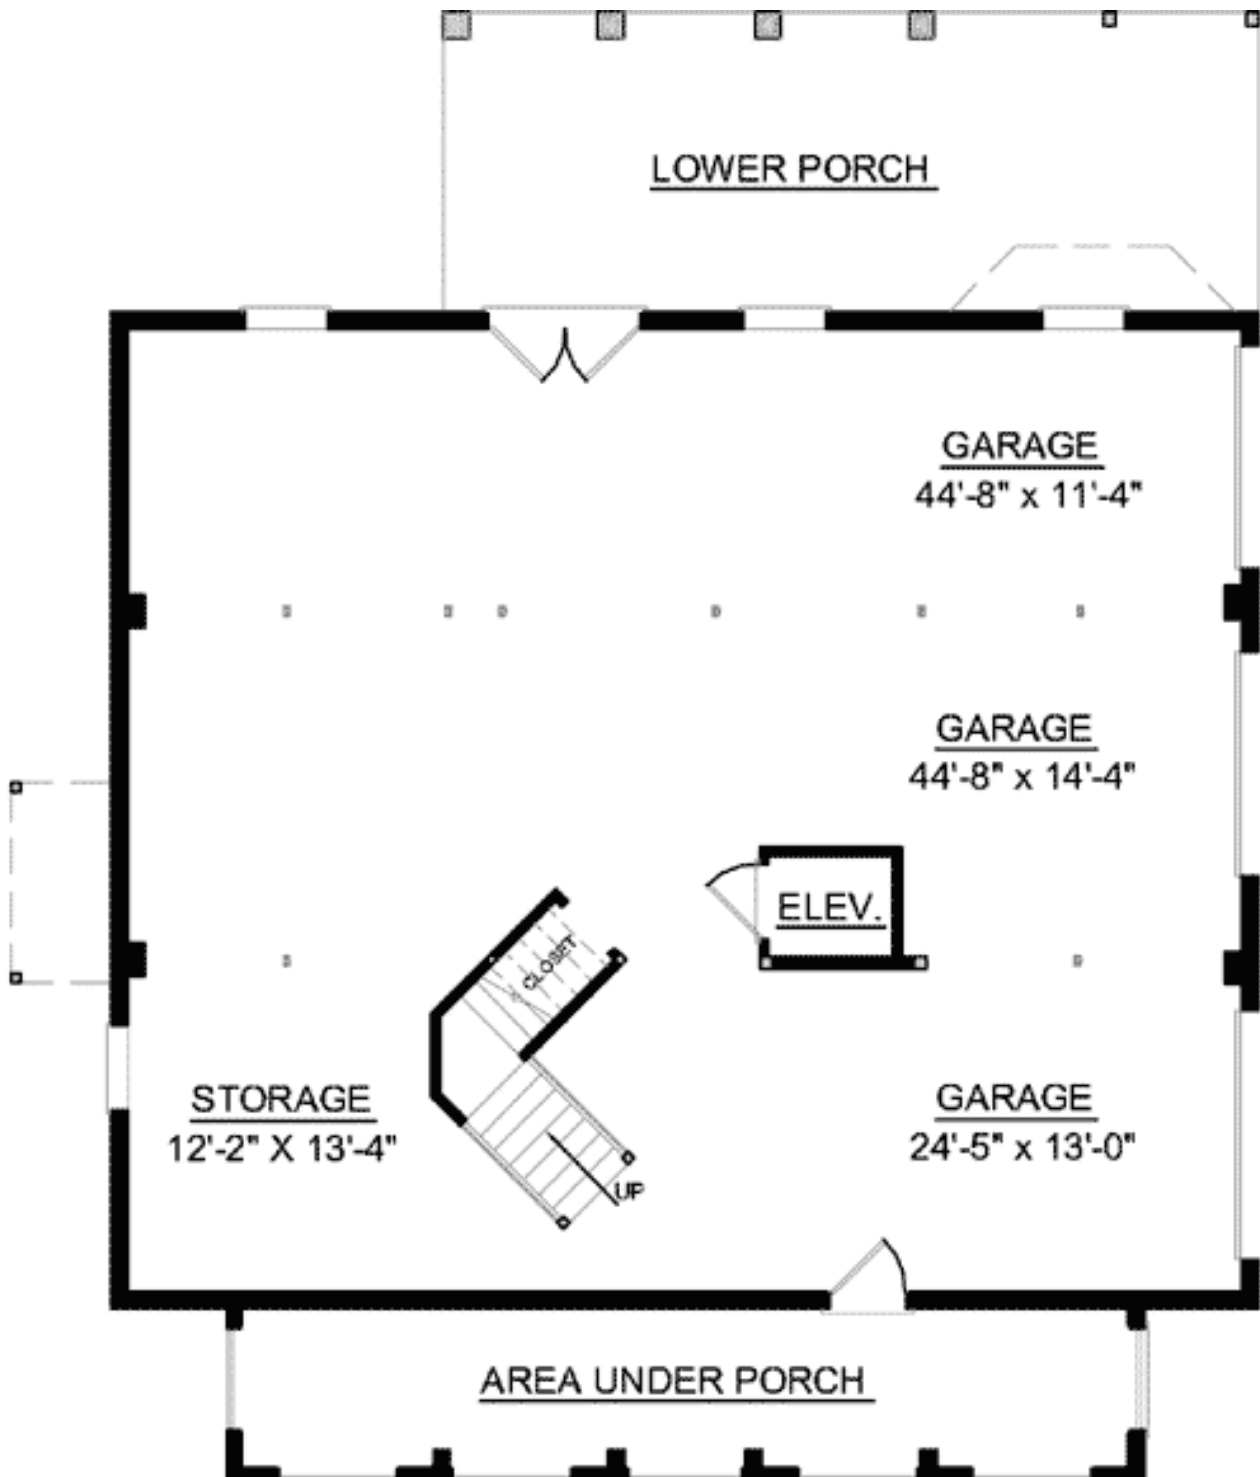 LOWER PORCH
GARAGE
44'-8" x 11'-4"
GARAGE
44'-8" x 14'-4"
ELEV.
CLOSET
STORAGE
12'-2" X 13'-4"
GARAGE
24'-5" x 13'-0"
UP
AREA UNDER PORCH